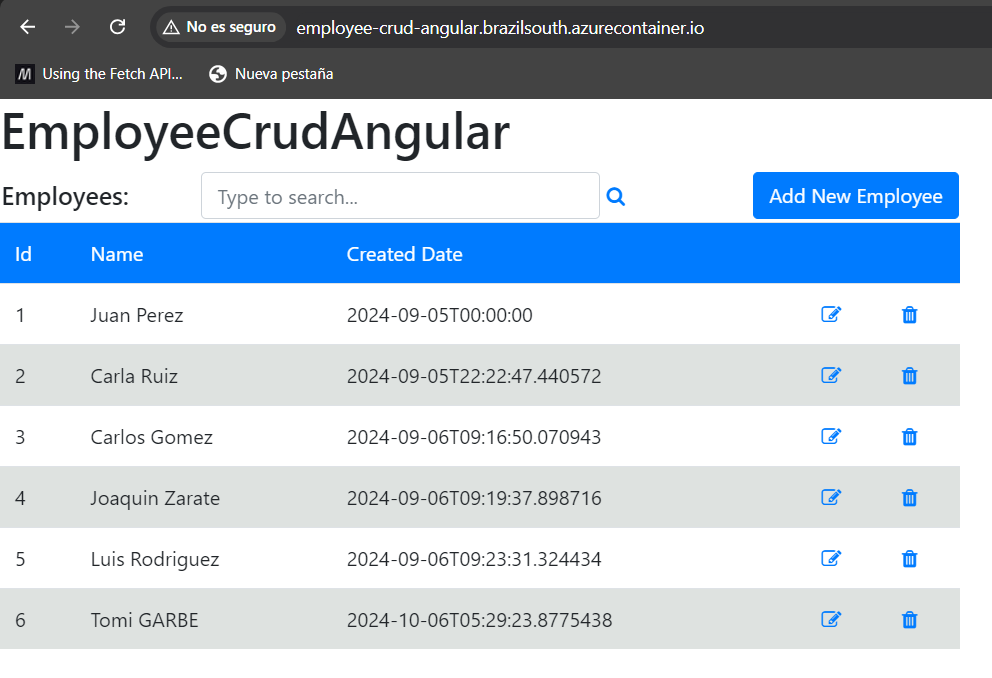 No es seguro employee-crud-angular.brazilsouth.azurecontainer.io
Using the Fetch API... Nueva pestaña
EmployeeCrudAngular
Employees: Type to search... Add New Employee
Id Name Created Date
1 Juan Perez 2024-09-05T00:00:00
2 Carla Ruiz 2024-09-05T22:22:47.440572
3 Carlos Gomez 2024-09-06T09:16:50.070943
4 Joaquin Zarate 2024-09-06T09:19:37.898716
5 Luis Rodriguez 2024-09-06T09:23:31.324434
6 Tomi GARBE 2024-10-06T05:29:23.8775438